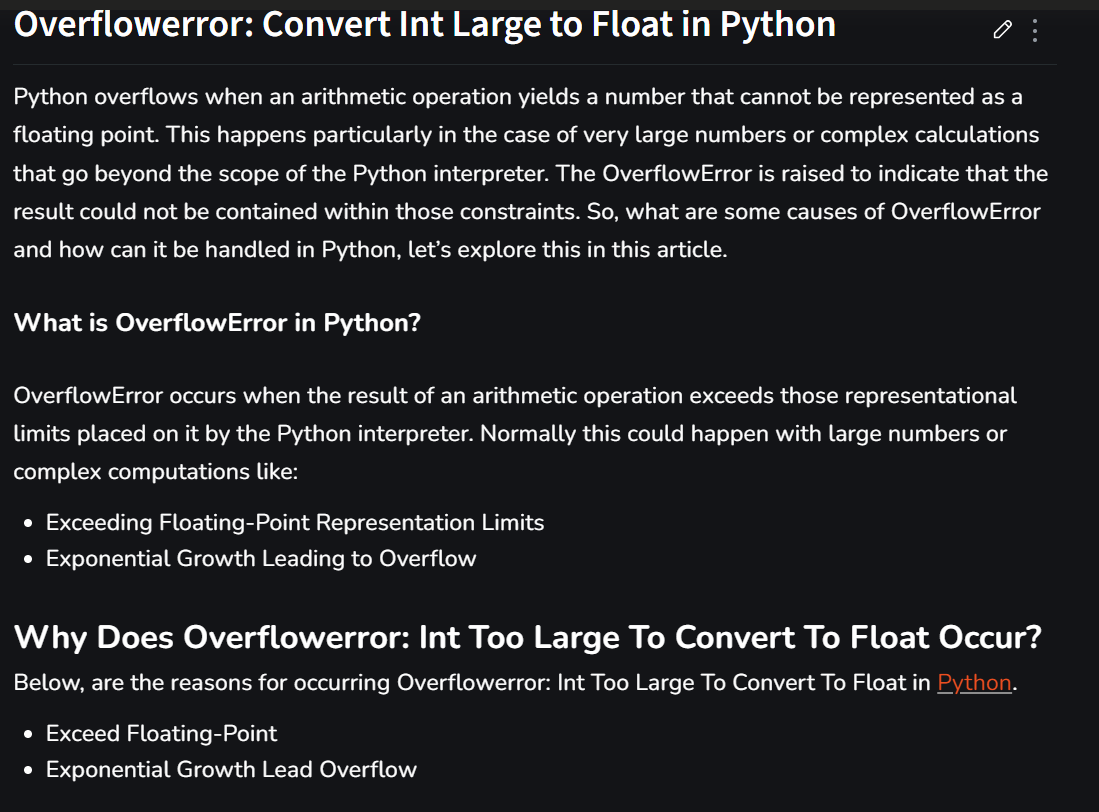 Overflowerror: Convert Int Large to Float in Python
Python overflows when an arithmetic operation yields a number that cannot be represented as a
floating point. This happens particularly in the case of very large numbers or complex calculations
that go beyond the scope of the Python interpreter. The OverflowError is raised to indicate that the
result could not be contained within those constraints. So, what are some causes of OverflowError
and how can it be handled in Python, let’s explore this in this article.
What is OverflowError in Python?
OverflowError occurs when the result of an arithmetic operation exceeds those representational
limits placed on it by the Python interpreter. Normally this could happen with large numbers or
complex computations like:
• Exceeding Floating-Point Representation Limits
• Exponential Growth Leading to Overflow
Why Does Overflowerror: Int Too Large To Convert To Float Occur?
Below, are the reasons for occurring Overflowerror: Int Too Large To Convert To Float in Python.
• Exceed Floating-Point
• Exponential Growth Lead Overflow